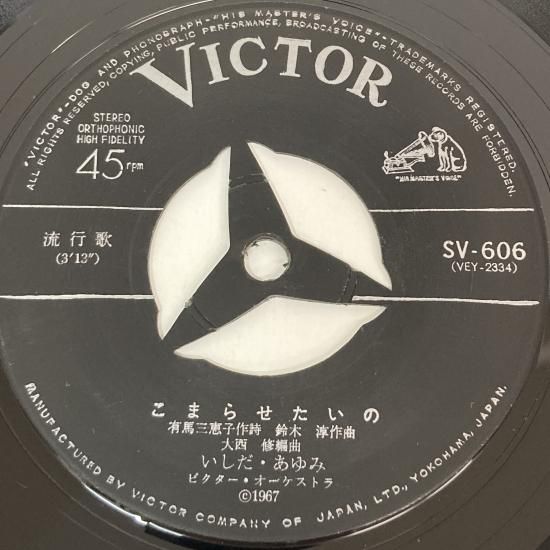 "VICTOR"-DOG AND PHONOGRAPH-"HIS MASTER'S VOICE"-TRADEMARKS REGISTERED.
ALL RIGHTS RESERVED, COPYING, PUBLIC PERFORMANCE, BROADCASTING OF THESE RECORDS ARE FORBIDDEN.
VICTOR
STEREO
ORTHOPHONIC
HIGH FIDELITY
45 rpm
"HIS MASTER'S VOICE"
流行歌
(3'13")
SV-606
(VEY-2334)
こまらせたいの
有馬三恵子作詩 鈴木 淳作曲
大西 修編曲
いしだ・あゆみ
ビクター・オーケストラ
©1967
MANUFACTURED BY VICTOR COMPANY OF JAPAN, LTD., YOKOHAMA, JAPAN.